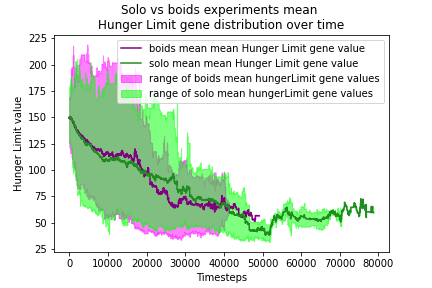 Solo vs boids experiments mean
Hunger Limit gene distribution over time
boids mean mean Hunger Limit gene value
solo mean mean Hunger Limit gene value
range of boids mean hungerLimit gene values
range of solo mean hungerLimit gene values
Hunger Limit value
225
200
175
150
125
100
75
50
25
0 10000 20000 30000 40000 50000 60000 70000 80000
Timesteps